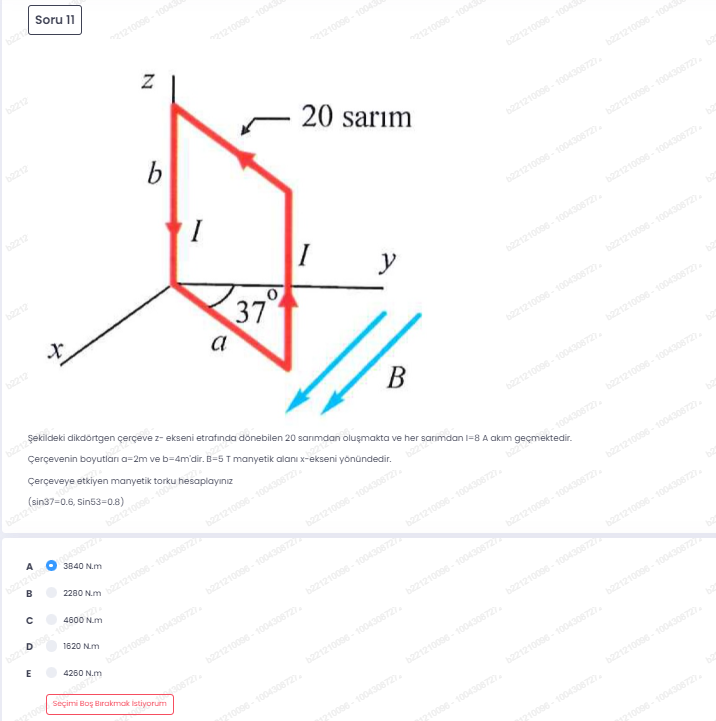 Soru 11
z
20 sarım
b
I
I
y
37°
a
x
B
Şekildeki dikdörtgen çerçeve z- ekseni etrafında dönebilen 20 sarımdan oluşmakta ve her sarımdan I=8 A akım geçmektedir.
Çerçevenin boyutları a=2m ve b=4m'dir. B=5 T manyetik alanı x-ekseni yönündedir.
Çerçeveye etkiyen manyetik torku hesaplayınız
(sin37=0.6, Sin53=0.8)
A 3840 N.m
B 2280 N.m
C 4600 N.m
D 1620 N.m
E 4260 N.m
Seçimi Boş Bırakmak İstiyorum